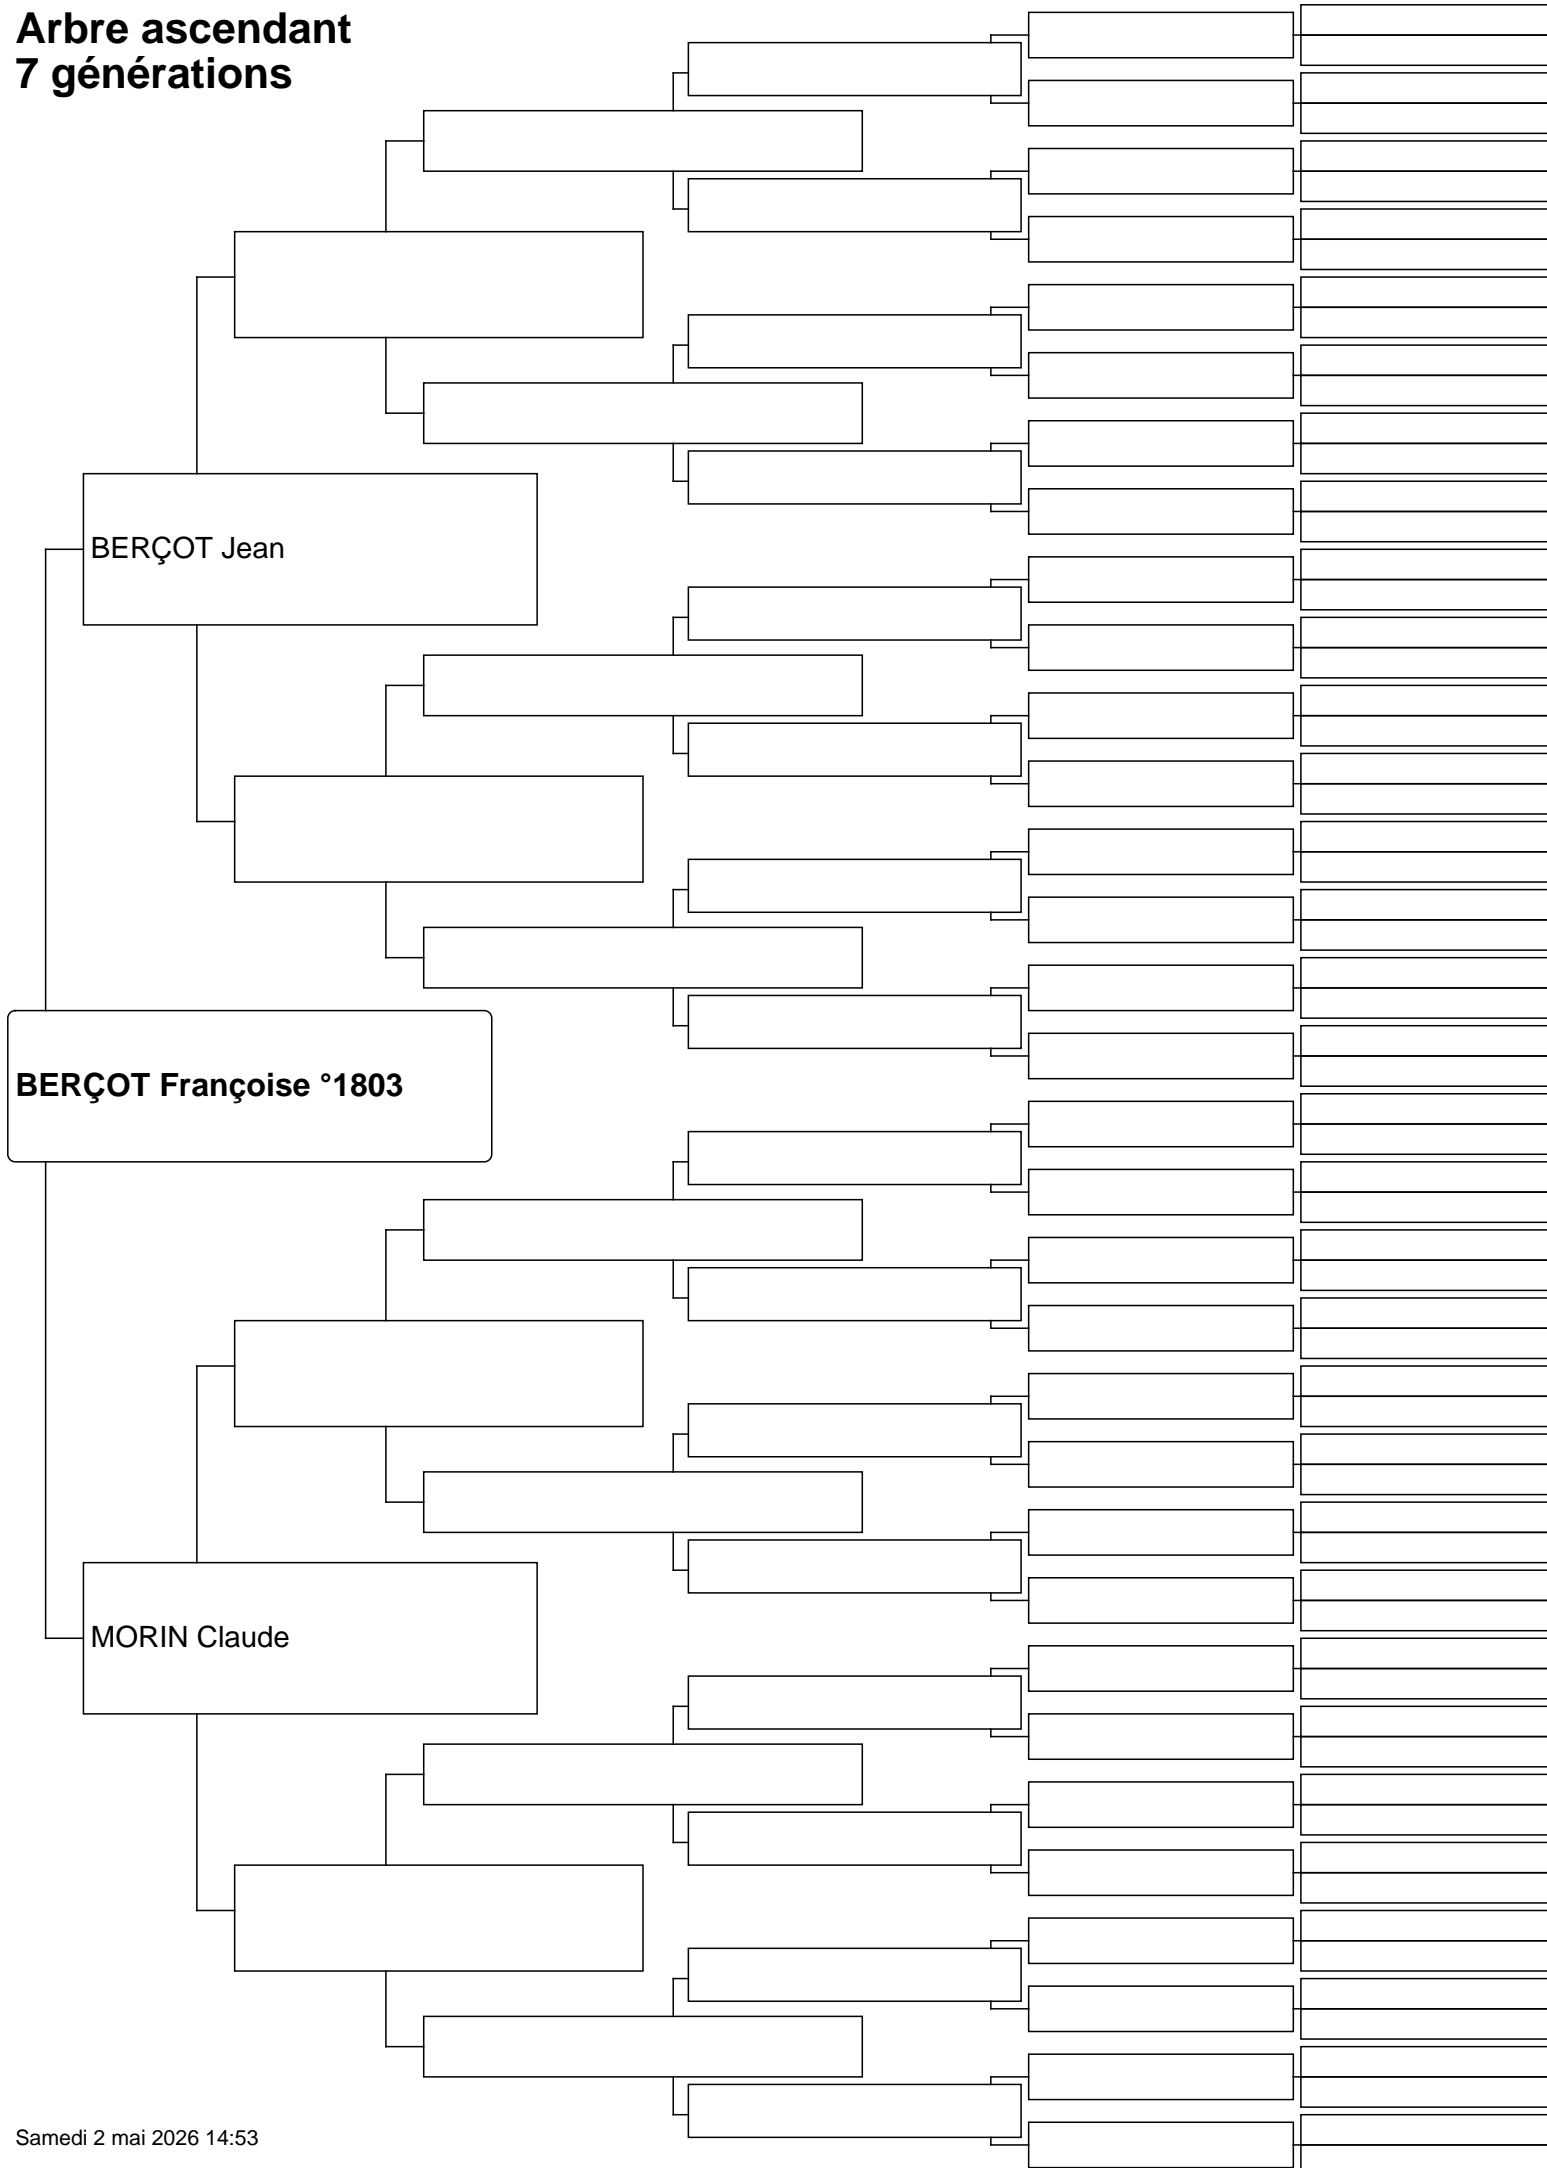 Arbre ascendant
7 générations
BERÇOT Jean
BERÇOT Françoise °1803
MORIN Claude
Samedi 2 mai 2026 14:53